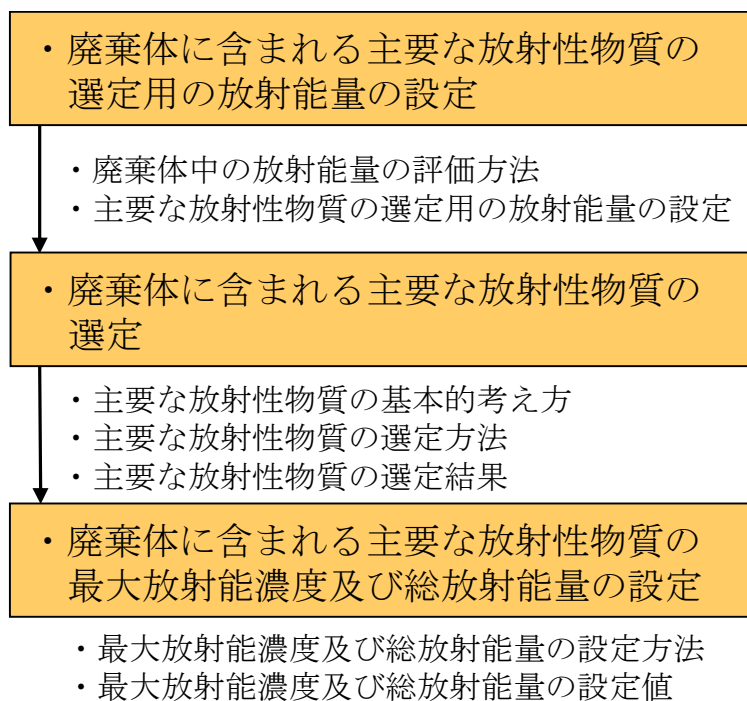 ・廃棄体に含まれる主要な放射性物質の
選定用の放射能量の設定
・廃棄体中の放射能量の評価方法
・主要な放射性物質の選定用の放射能量の設定
・廃棄体に含まれる主要な放射性物質の
選定
・主要な放射性物質の基本的考え方
・主要な放射性物質の選定方法
・主要な放射性物質の選定結果
・廃棄体に含まれる主要な放射性物質の
最大放射能濃度及び総放射能量の設定
・最大放射能濃度及び総放射能量の設定方法
・最大放射能濃度及び総放射能量の設定値